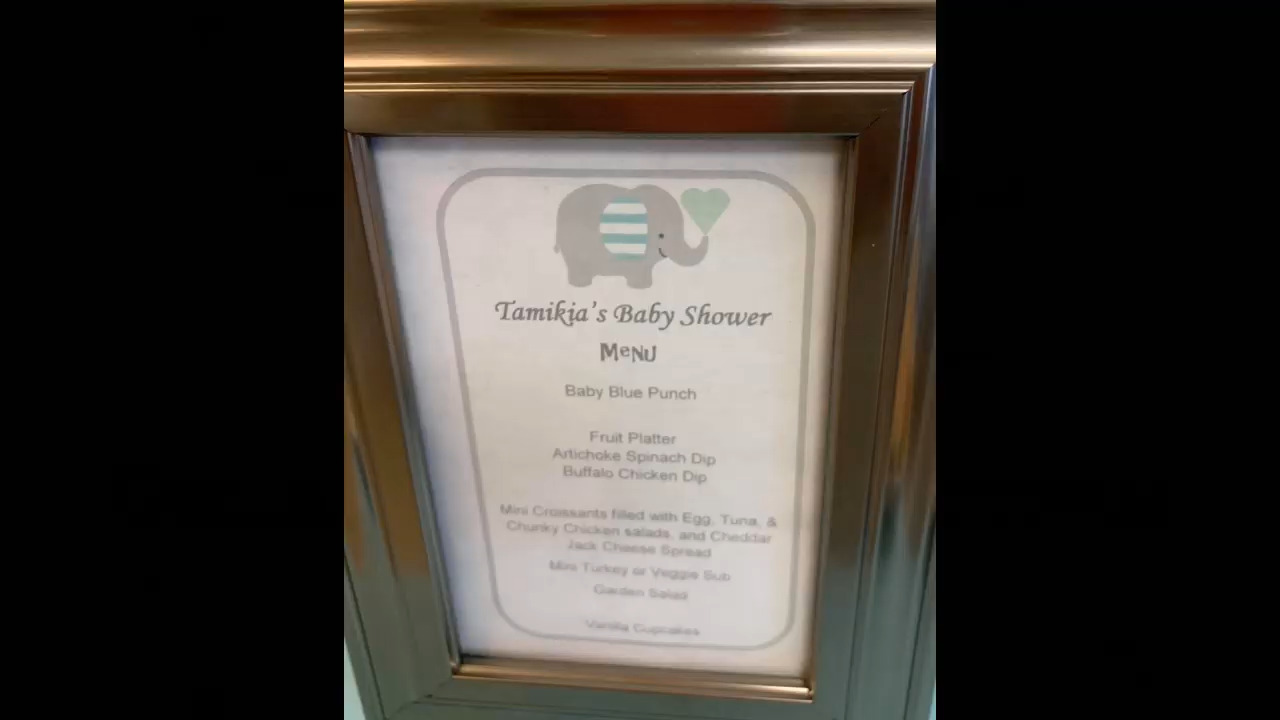 Tamikia's Baby Shower
MeNU
Baby Blue Punch
Fruit Platter
Artichoke Spinach Dip
Buffalo Chicken Dip
Mini Croissants filled with Egg, Tuna, &
Chunky Chicken salads, and Cheddar
Jack Cheese Spread
Mini Turkey or Veggie Sub
Garden Salad
Vanilla Cupcakes